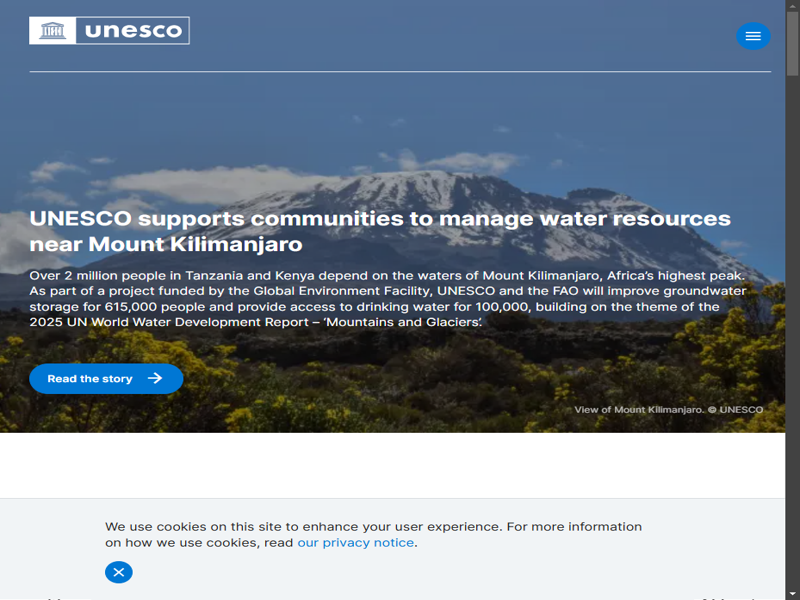 unesco
UNESCO supports communities to manage water resources
near Mount Kilimanjaro
Over 2 million people in Tanzania and Kenya depend on the waters of Mount Kilimanjaro, Africa's highest peak.
As part of a project funded by the Global Environment Facility, UNESCO and the FAO will improve groundwater
storage for 615,000 people and provide access to drinking water for 100,000, building on the theme of the
2025 UN World Water Development Report – 'Mountains and Glaciers'.
Read the story
View of Mount Kilimanjaro. © UNESCO
We use cookies on this site to enhance your user experience. For more information
on how we use cookies, read our privacy notice.